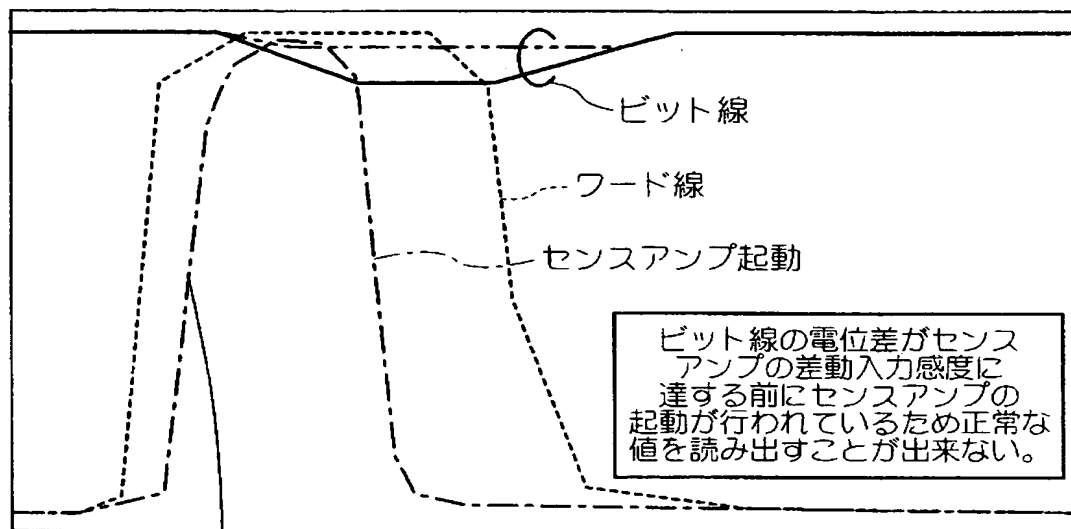 ビット線
ワード線
センスアンプ起動
ビット線の電位差がセンス
アンプの差動入力感度に
達する前にセンスアンプの
起動が行われているため正常な
値を読み出すことが出来ない。